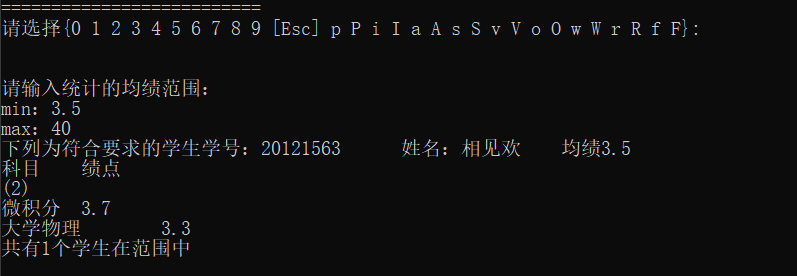 ==========================
请选择{0 1 2 3 4 5 6 7 8 9 [Esc] p P i I a A s S v V o O w W r R f F}:
请输入统计的均绩范围：
min：3.5
max：40
下列为符合要求的学生学号：20121563 姓名：相见欢 均绩3.5
科目 绩点
(2)
微积分 3.7
大学物理 3.3
共有1个学生在范围中